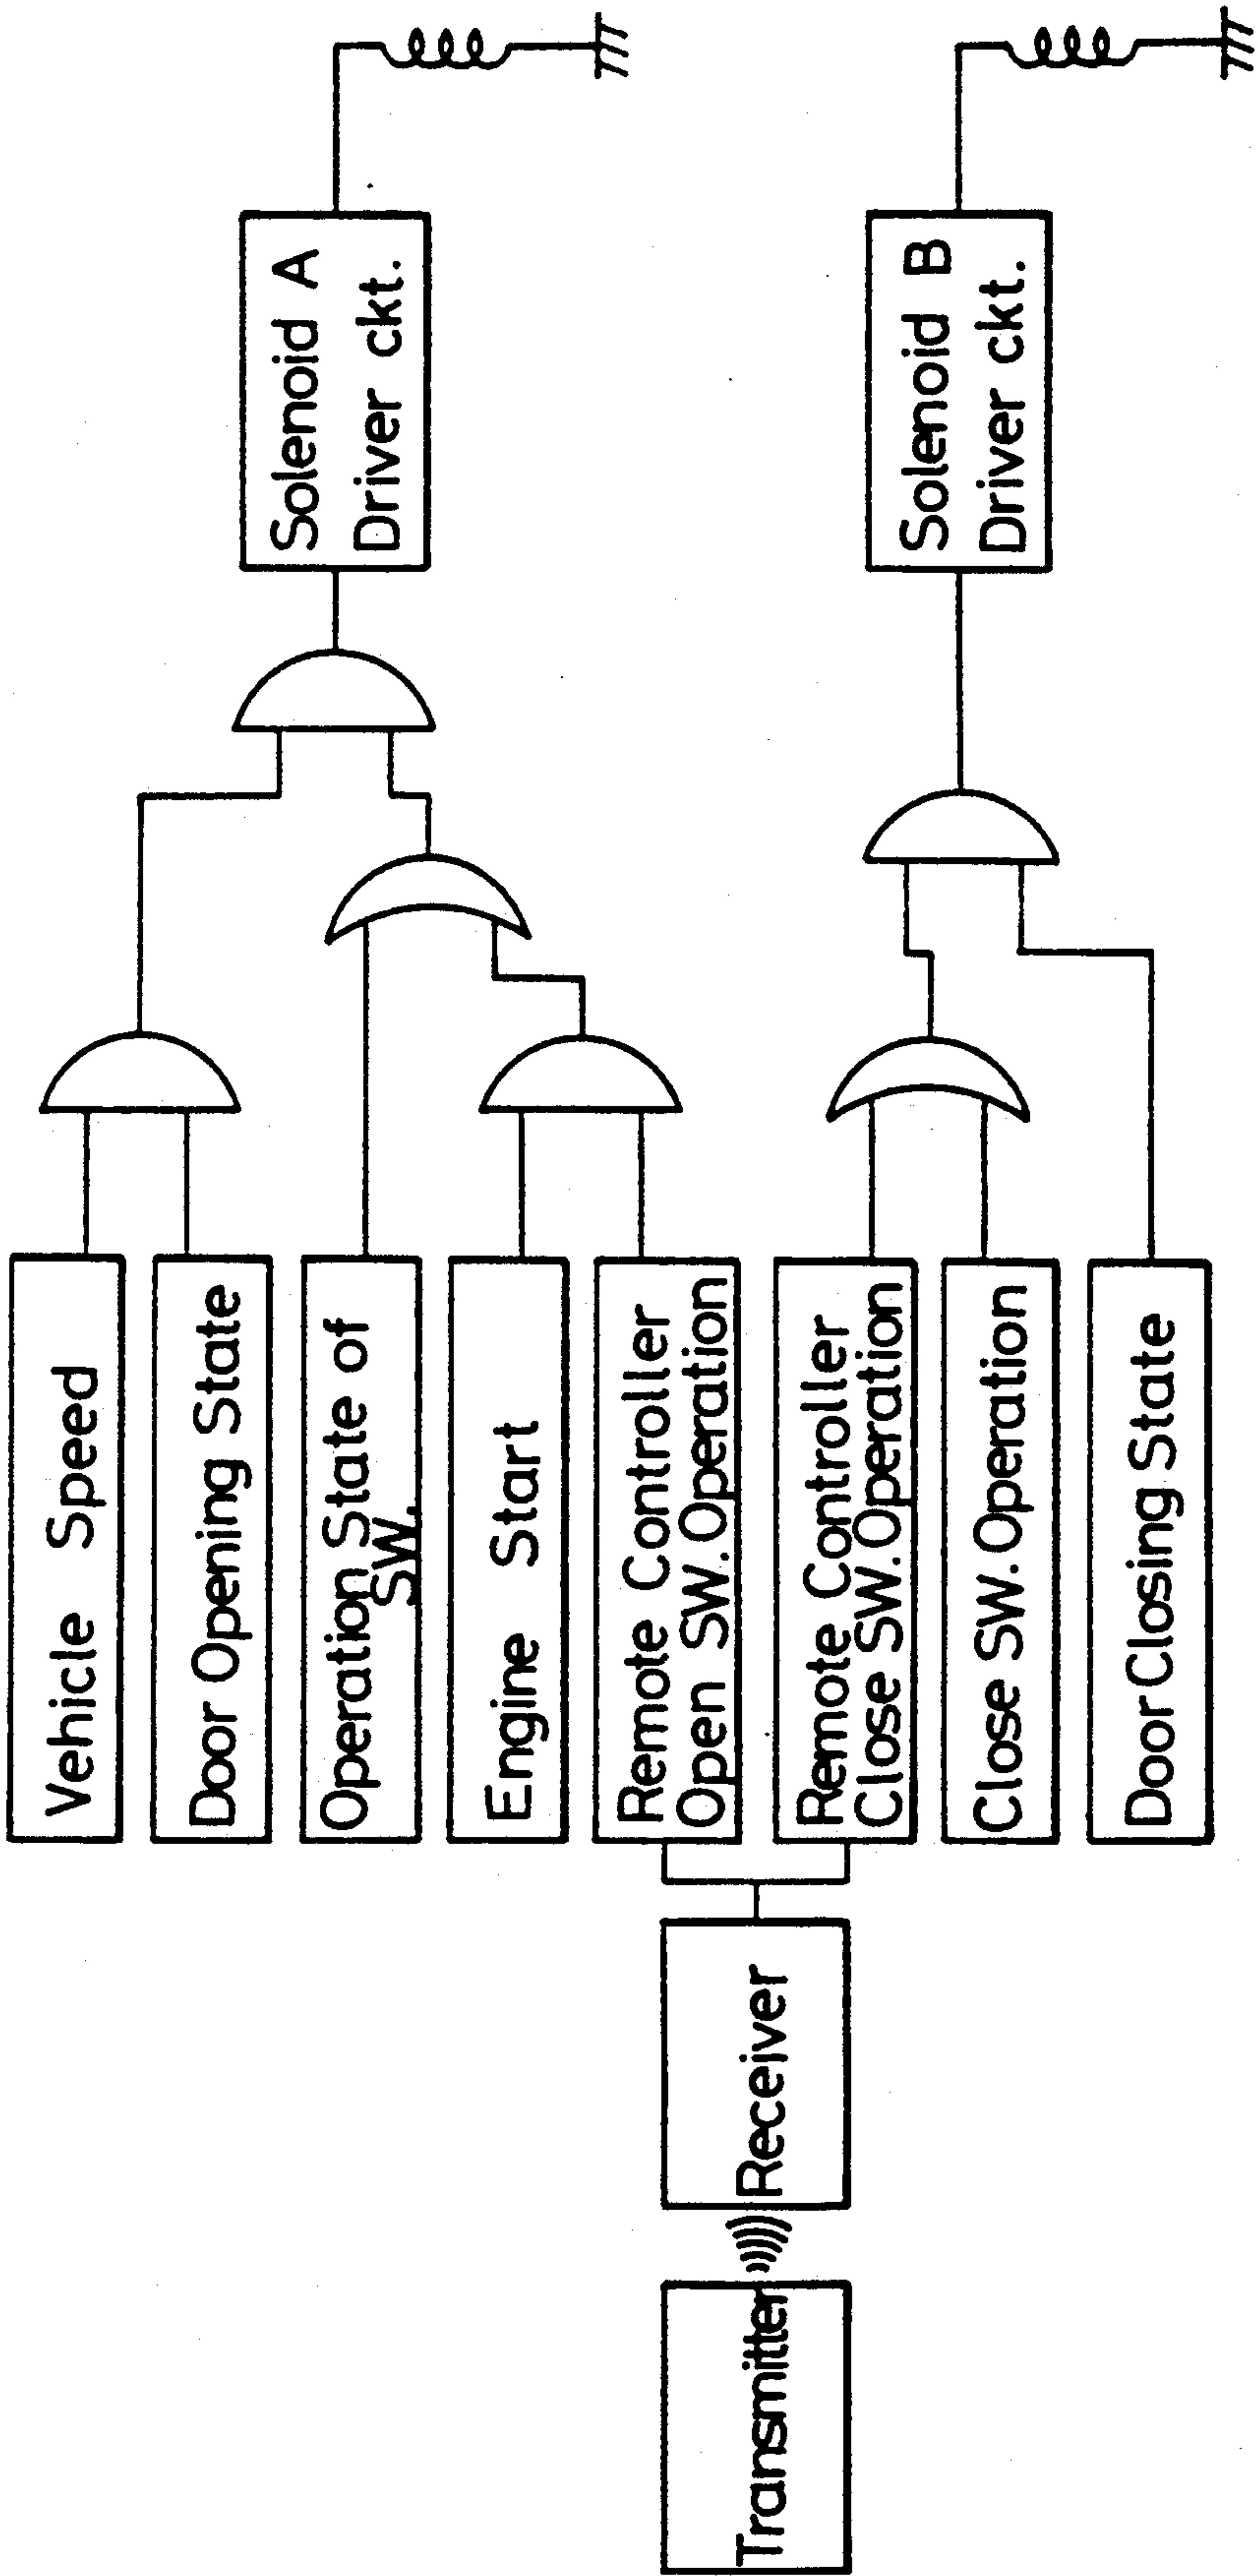 Vehicle Speed
Door Opening State
Operation State of
SW.
Engine Start
Remote Controller
Open SW.Operation
Remote Controller
Close SW.Operation
Close SW.Operation
Door Closing State
Transmitter
Receiver
Solenoid A
Driver ckt.
Solenoid B
Driver ckt.